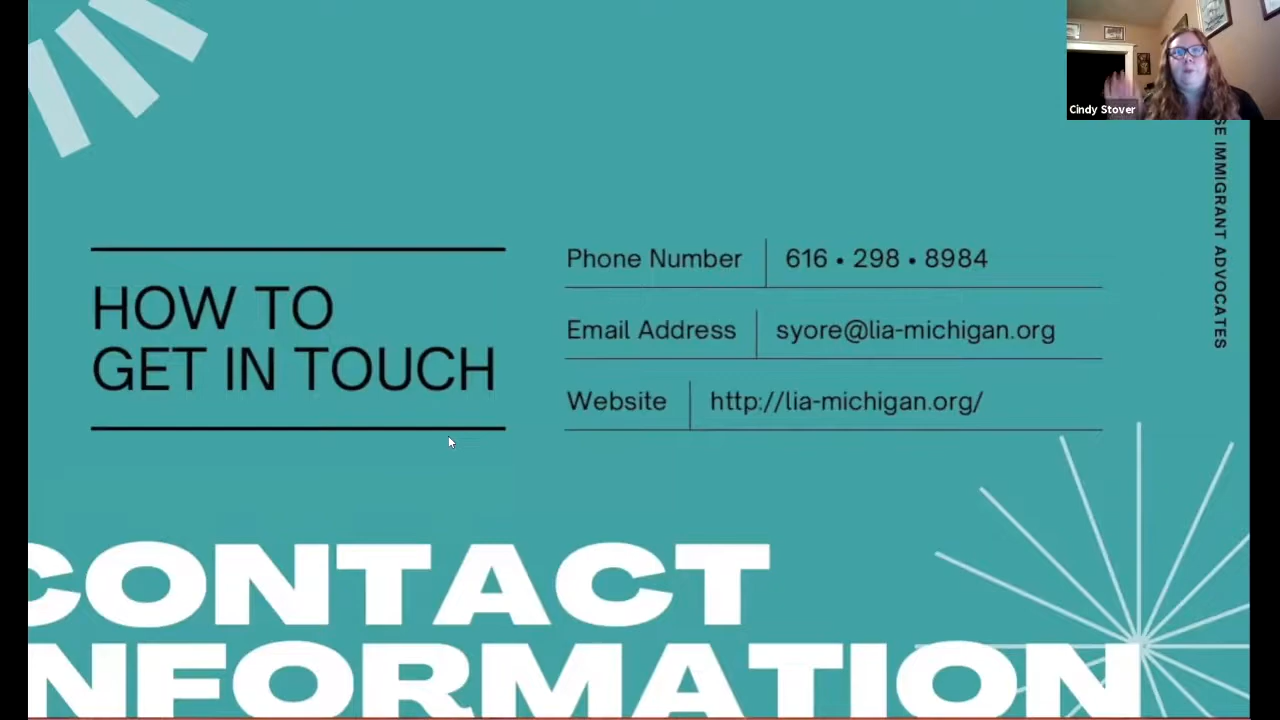 Cindy Stover
IMMIGRANT ADVOCATES
HOW TO
GET IN TOUCH
Phone Number 616 • 298 • 8984
Email Address syore@lia-michigan.org
Website http://lia-michigan.org/
CONTACT
NFORMATION